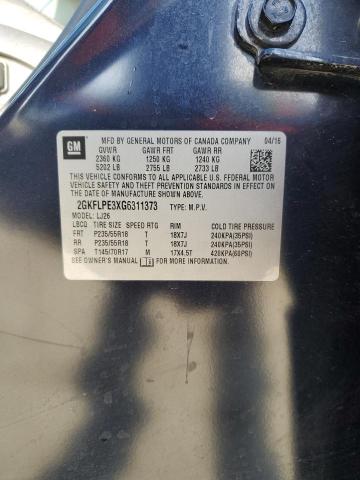 GM
MFD BY GENERAL MOTORS OF CANADA COMPANY 04/16
GVWR GAWR FRT GAWR RR
2360 KG 1250 KG 1240 KG
5202 LB 2755 LB 2733 LB
THIS VEHICLE CONFORMS TO ALL APPLICABLE U.S. FEDERAL MOTOR
VEHICLE SAFETY, BUMPER, AND THEFT PREVENTION STANDARDS
IN EFFECT ON THE DATE OF MANUFACTURE SHOWN ABOVE.
2GKFLPE3XG6311373 TYPE: M.P.V.
MODEL: LJ26
LBCQ TIRE SIZE SPEED RTG RIM COLD TIRE PRESSURE
FRT P235/55R18 T 18X7J 240KPA(35PSI)
RR P235/55R18 T 18X7J 240KPA(35PSI)
SPA T145/70R17 M 17X4.5T 420KPA(60PSI)
SEE OWNER'S MANUAL FOR MORE INFORMATION